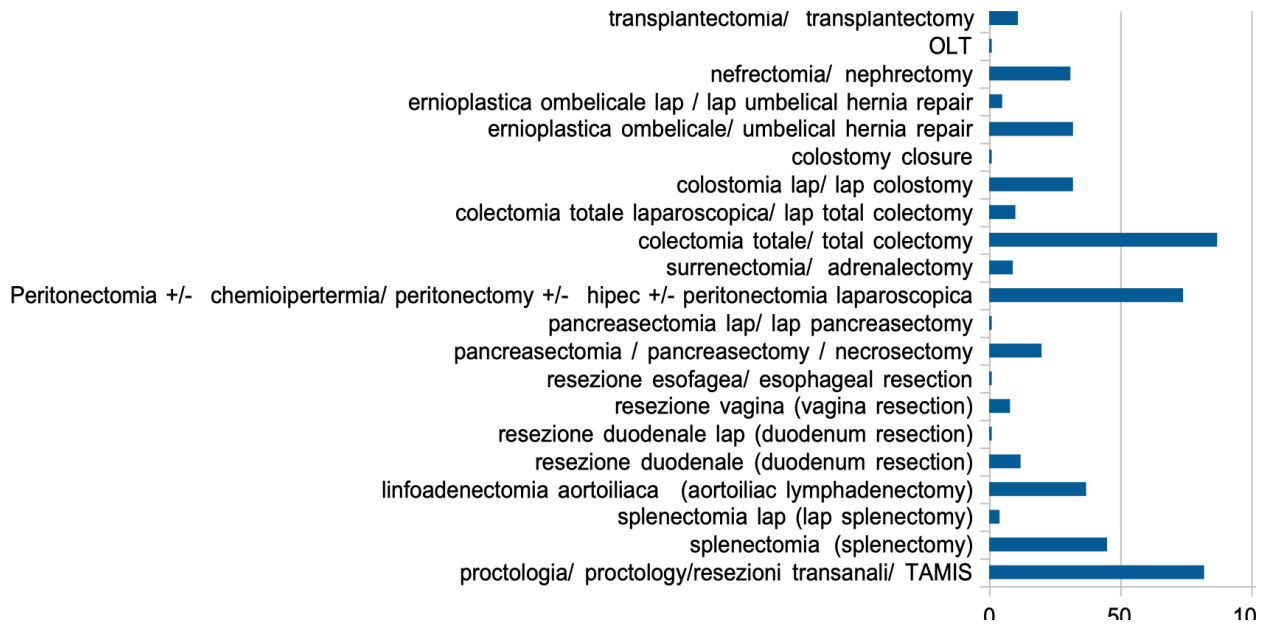 transplantectomia/ transplantectomy
OLT
nefrectomia/ nephrectomy
ernioplastica ombelicale lap / lap umbelical hernia repair
ernioplastica ombelicale/ umbelical hernia repair
colostomy closure
colostomia lap/ lap colostomy
colectomia totale laparoscopica/ lap total colectomy
colectomia totale/ total colectomy
surrenectomia/ adrenalectomy
Peritonectomia +/- chemioipertermia/ peritonectomy +/- hipec +/- peritonectomia laparoscopica
pancreasectomia lap/ lap pancreasectomy
pancreasectomia / pancreasectomy / necrosectomy
resezione esofagea/ esophageal resection
resezione vagina (vagina resection)
resezione duodenale lap (duodenum resection)
resezione duodenale (duodenum resection)
linfoadenectomia aortoiliaca (aortoiliac lymphadenectomy)
splenectomia lap (lap splenectomy)
splenectomia (splenectomy)
proctologia/ proctology/resezioni transanali/ TAMIS
0 50 10